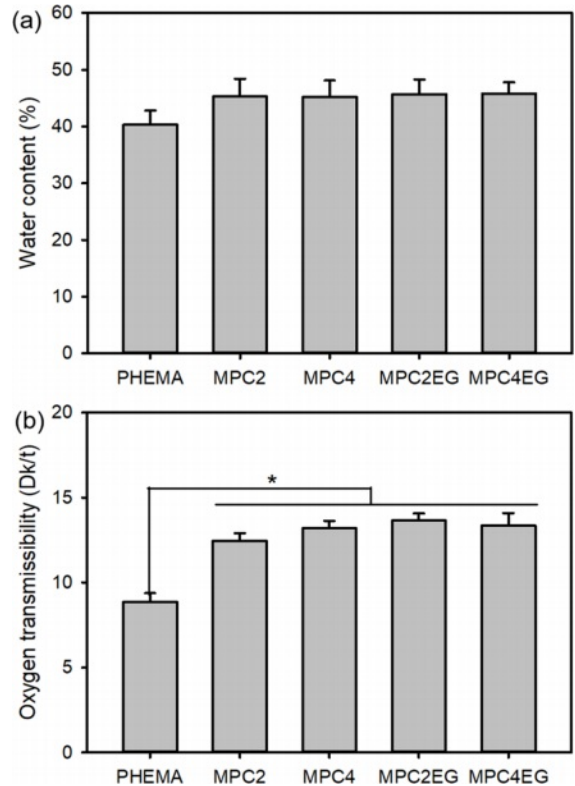 (a)
60
50
40
30
20
10
0
Water content (%)
PHEMA MPC2 MPC4 MPC2EG MPC4EG
(b)
20
15
10
5
0
Oxygen transmissibility (Dk/t)
*
PHEMA MPC2 MPC4 MPC2EG MPC4EG